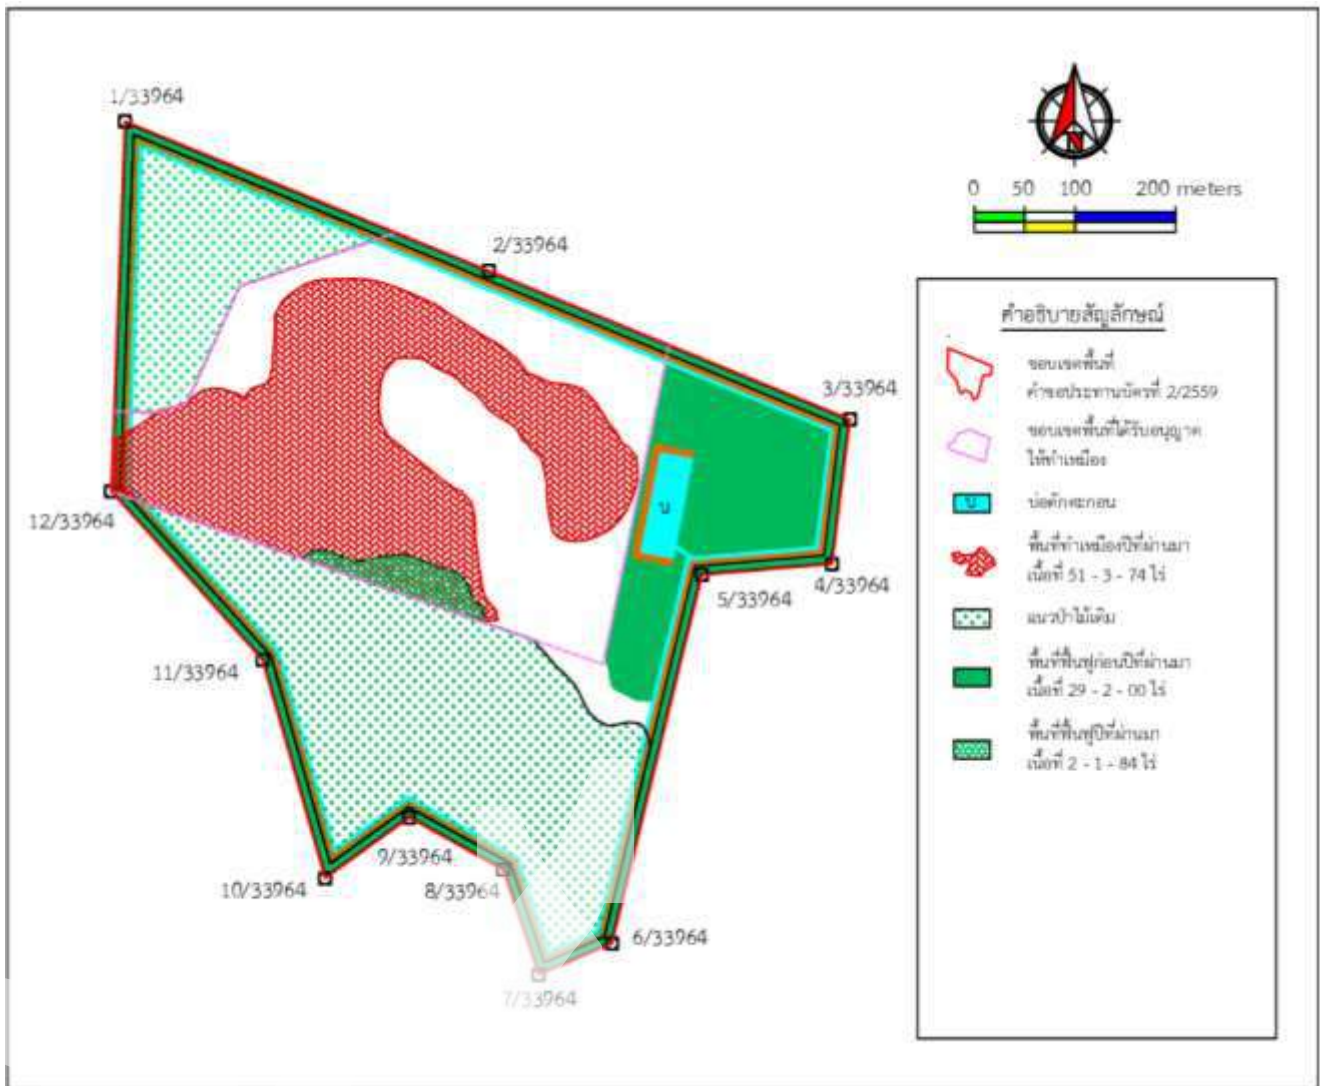 1/33964
N
0 50 100 200 meters
2/33964
คำอธิบายสัญลักษณ์
ขอบเขตพื้นที่
คำขอประทานบัตรที่ 2/2559
3/33964
ขอบเขตพื้นที่ได้รับอนุญาต
ให้ทำเหมือง
12/33964
บ
บ
บ่อดักตะกอน
พื้นที่ทำเหมืองปีที่ผ่านมา
เนื้อที่ 51 - 3 - 74 ไร่
4/33964
5/33964
แนวป่าไม้เดิม
11/33964
พื้นที่ฟื้นฟูก่อนปีที่ผ่านมา
เนื้อที่ 29 - 2 - 00 ไร่
พื้นที่ฟื้นฟูปีที่ผ่านมา
เนื้อที่ 2 - 1 - 84 ไร่
9/33964
10/33964
8/33964
6/33964
7/33964